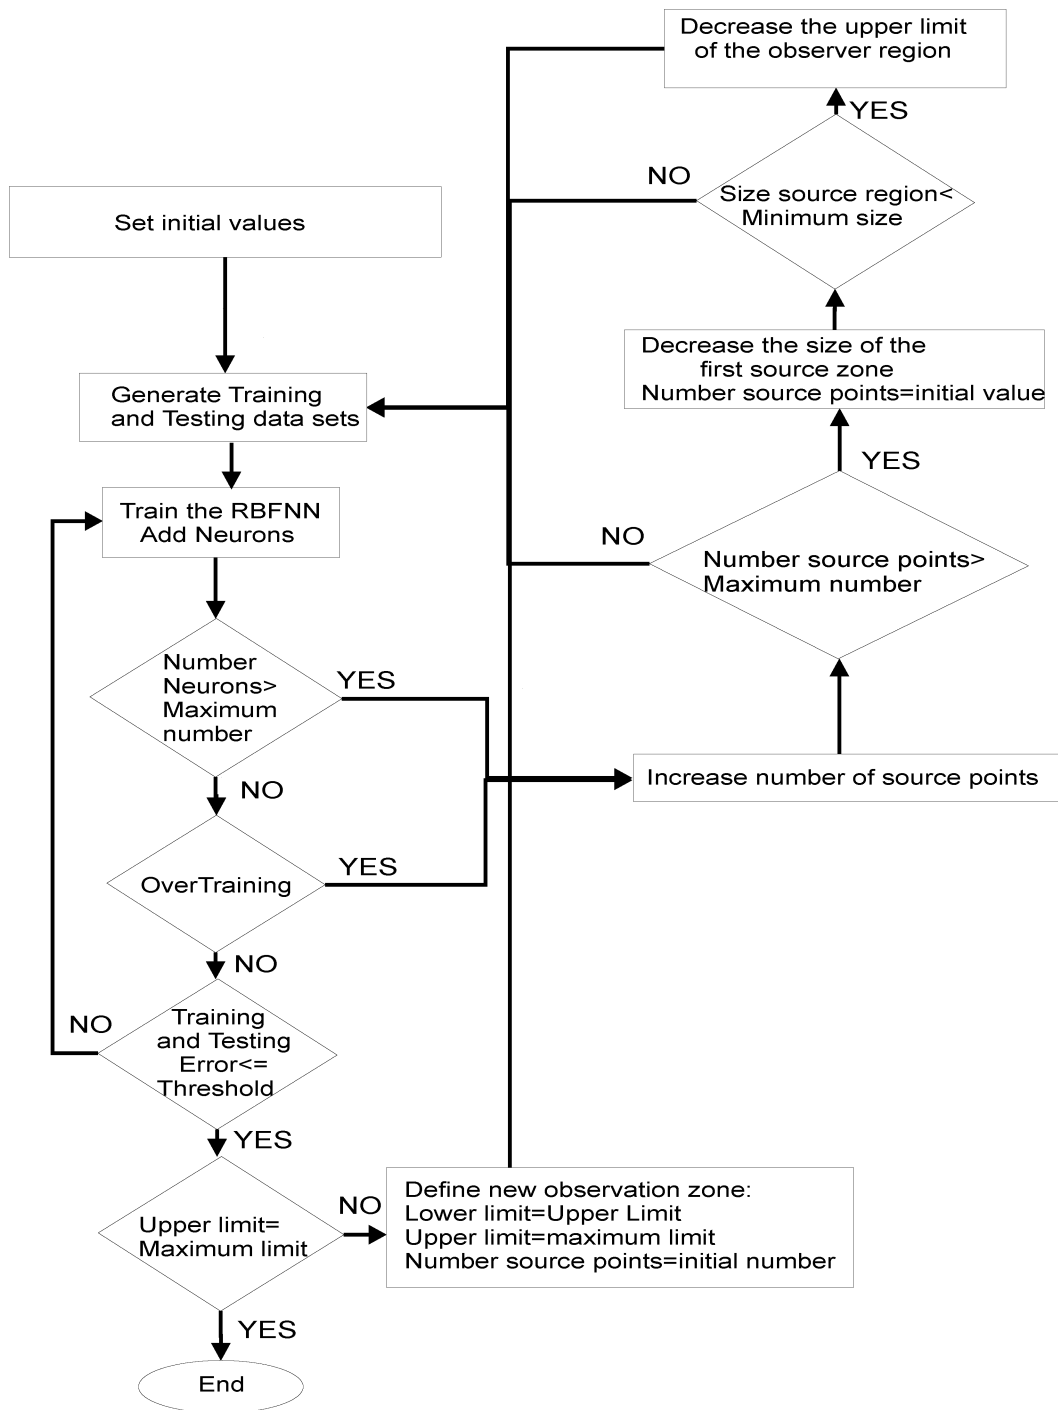 Decrease the upper limit
of the observer region
YES
NO
Size source region<
Minimum size
Set initial values
Decrease the size of the
first source zone
Number source points=initial value
Generate Training
and Testing data sets
YES
Train the RBFNN
Add Neurons
NO
Number source points>
Maximum number
Number
Neurons>
Maximum
number
YES
Increase number of source points
NO
OverTraining
YES
NO
Training
and Testing
Error<=
Threshold
NO
YES
Upper limit=
Maximum limit
NO
Define new observation zone:
Lower limit=Upper Limit
Upper limit=maximum limit
Number source points=initial number
YES
End